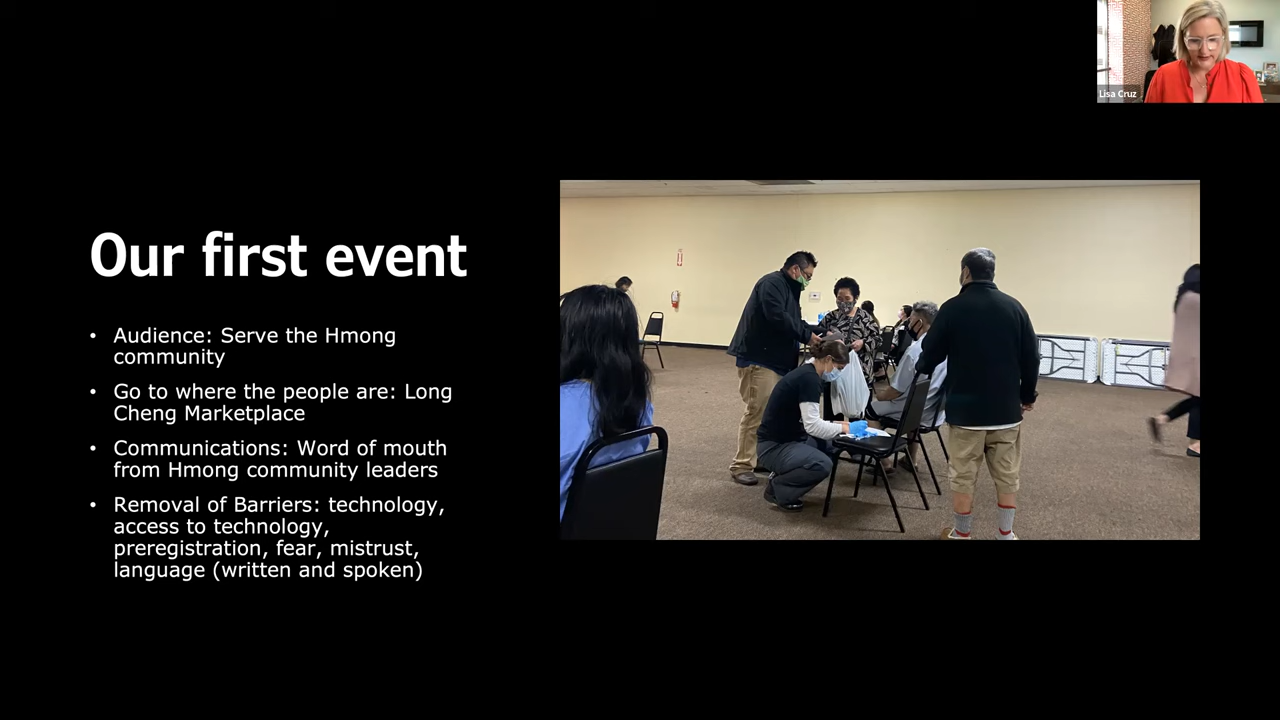 Lisa Cruz
Our first event
• Audience: Serve the Hmong
community
• Go to where the people are: Long
Cheng Marketplace
• Communications: Word of mouth
from Hmong community leaders
• Removal of Barriers: technology,
access to technology,
preregistration, fear, mistrust,
language (written and spoken)